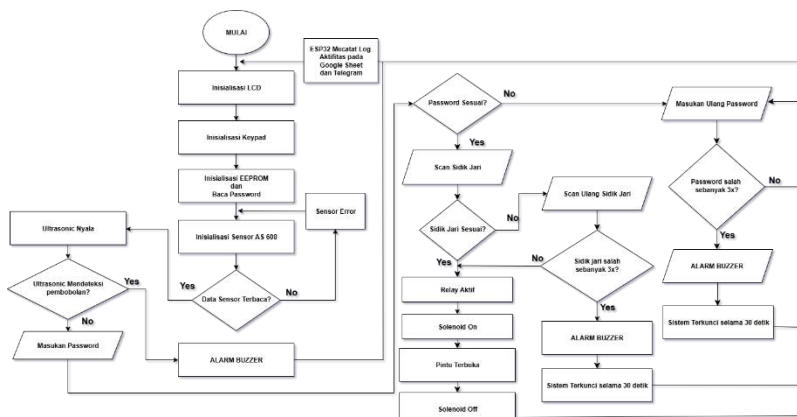 MULAI
ESP32 Mecatat Log
Aktifitas pada
Google Sheet
dan Telegram
Inisialisasi LCD
Inisialisasi Keypad
Inisialisasi EEPROM
dan
Baca Password
Sensor Error
Inisialisasi Sensor AS 608
Data Sensor Terbaca?
Yes
No
Ultrasonic Nyala
Ultrasonic Mendeteksi
pembobolan?
Yes
No
Masukan Password
ALARM BUZZER
Password Sesuai?
No
Yes
Scan Sidik Jari
Sidik Jari Sesuai?
No
Yes
Relay Aktif
Solenoid On
Pintu Terbuka
Solenoid Off
Scan Ulang Sidik Jari
Sidik jari salah
sebanyak 3x?
No
Yes
ALARM BUZZER
Sistem Terkunci selama 30 detik
Masukan Ulang Password
Password salah
sebanyak 3x?
No
Yes
ALARM BUZZER
Sistem Terkunci selama 30 detik